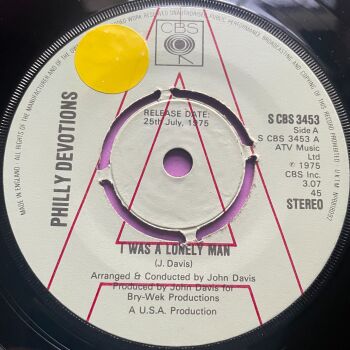 CBS
PHILLY DEVOTIONS
RELEASE DATE:
25th July, 1975
S CBS 3453
Side A
S CBS 3453 A
ATV Music
Ltd
℗ 1975
CBS Inc.
3.07
45
STEREO
MADE IN ENGLAND
A
I WAS A LONELY MAN
(J. Davis)
Arranged & Conducted by John Davis
Produced by John Davis for
Bry-Wek Productions
A U.S.A. Production